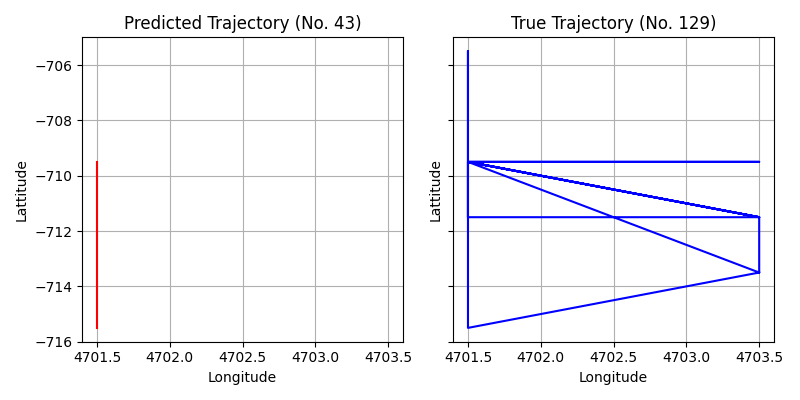 Predicted Trajectory (No. 43)
True Trajectory (No. 129)
Lattitude
−706
−708
−710
−712
−714
−716
4701.5
4702.0
4702.5
4703.0
4703.5
Longitude
Lattitude
4701.5
4702.0
4702.5
4703.0
4703.5
Longitude